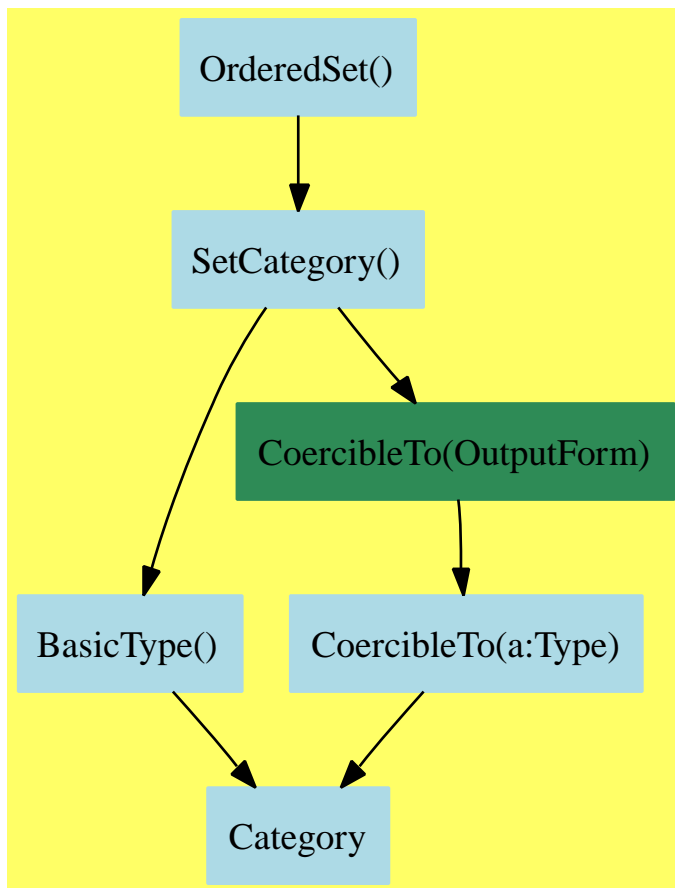 OrderedSet()
SetCategory()
CoercibleTo(OutputForm)
BasicType()
CoercibleTo(a:Type)
Category